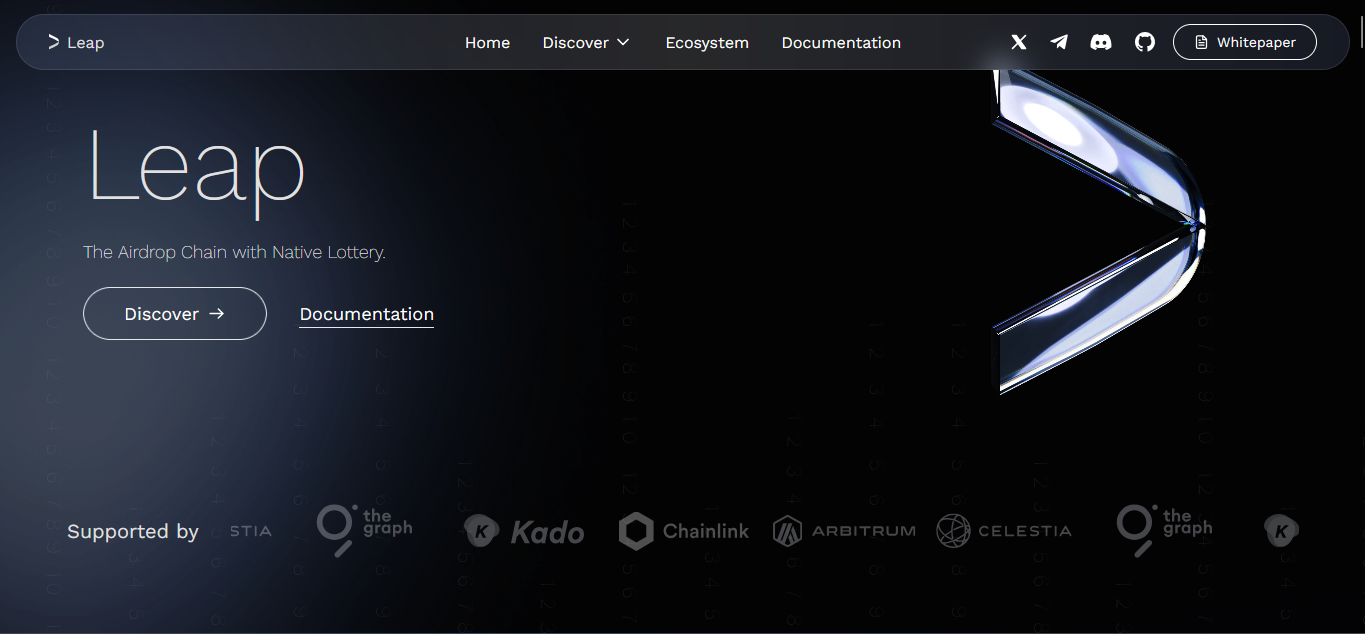 Leap
Home
Discover
Ecosystem
Documentation
Whitepaper
Leap
The Airdrop Chain with Native Lottery.
Discover →
Documentation
Supported by
STIA
the graph
K
Kado
Chainlink
ARBITRUM
CELESTIA
the graph
K